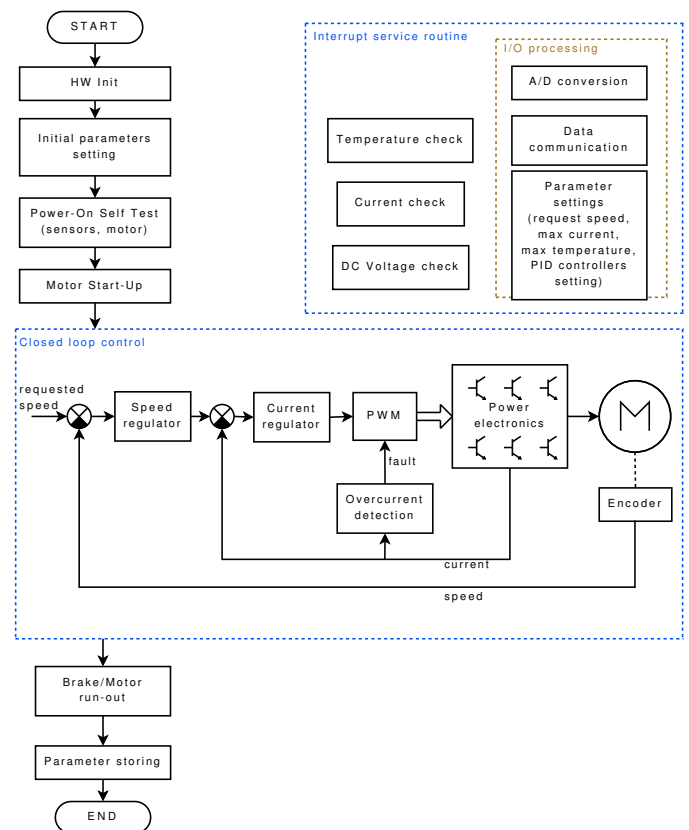 START
HW Init
Initial parameters
setting
Power-On Self Test
(sensors, motor)
Motor Start-Up
Interrupt service routine
Temperature check
Current check
DC Voltage check
I/O processing
A/D conversion
Data
communication
Parameter
settings
(request speed,
max current,
max temperature,
PID controllers
setting)
Closed loop control
requested
speed
Speed
regulator
Current
regulator
PWM
Power
electronics
M
fault
Overcurrent
detection
Encoder
current
speed
Brake/Motor
run-out
Parameter storing
END